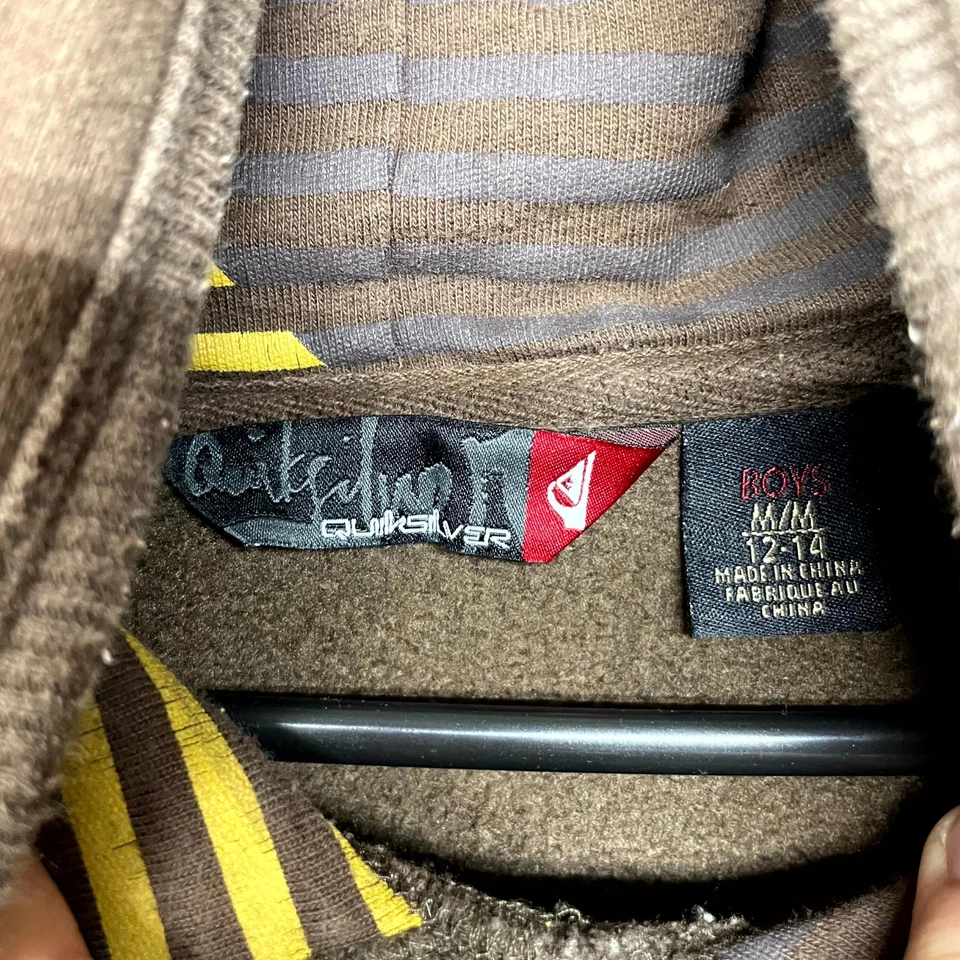 Quiksilver
QUIKSILVER
BOYS
M/M
12-14
MADE IN CHINA
FABRIQUE AU
CHINA